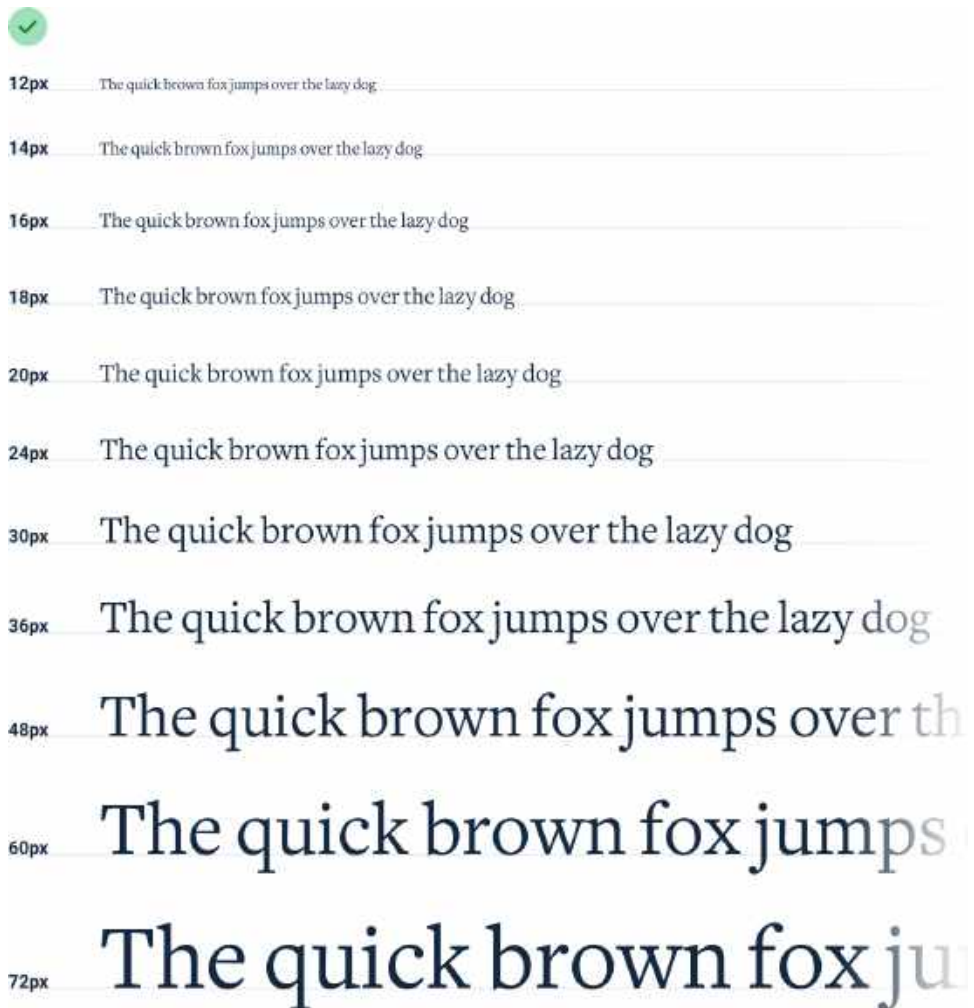 12px The quick brown fox jumps over the lazy dog
14px The quick brown fox jumps over the lazy dog
16px The quick brown fox jumps over the lazy dog
18px The quick brown fox jumps over the lazy dog
20px The quick brown fox jumps over the lazy dog
24px The quick brown fox jumps over the lazy dog
30px The quick brown fox jumps over the lazy dog
36px The quick brown fox jumps over the lazy dog
48px The quick brown fox jumps over th
60px The quick brown fox jumps
72px The quick brown fox ju